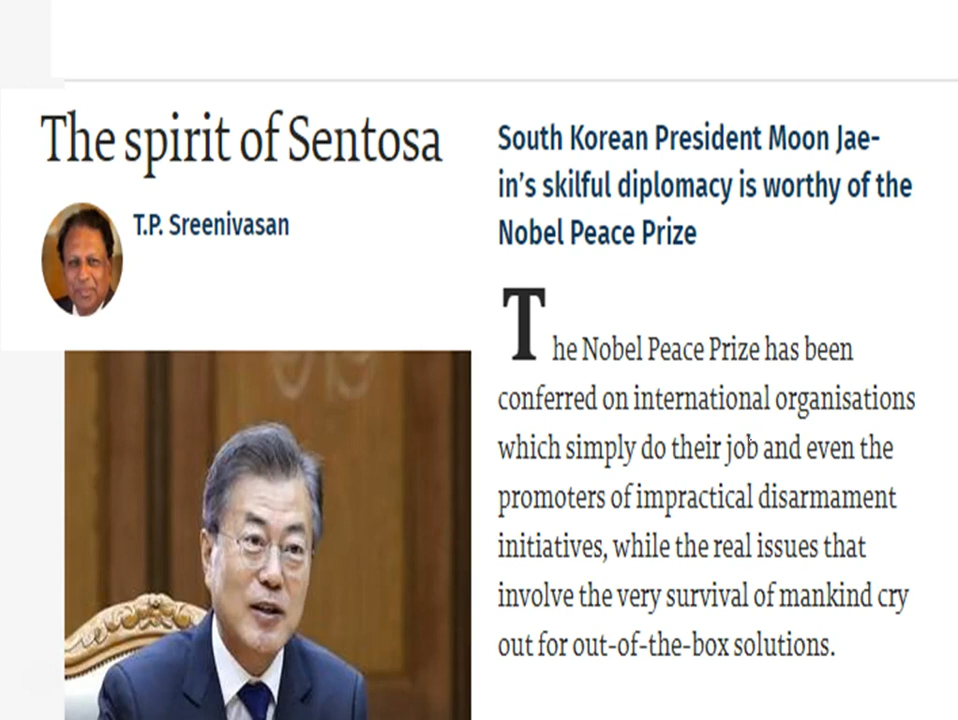 The spirit of Sentosa
T.P. Sreenivasan
South Korean President Moon Jae-
in's skilful diplomacy is worthy of the
Nobel Peace Prize
The Nobel Peace Prize has been
conferred on international organisations
which simply do their job and even the
promoters of impractical disarmament
initiatives, while the real issues that
involve the very survival of mankind cry
out for out-of-the-box solutions.